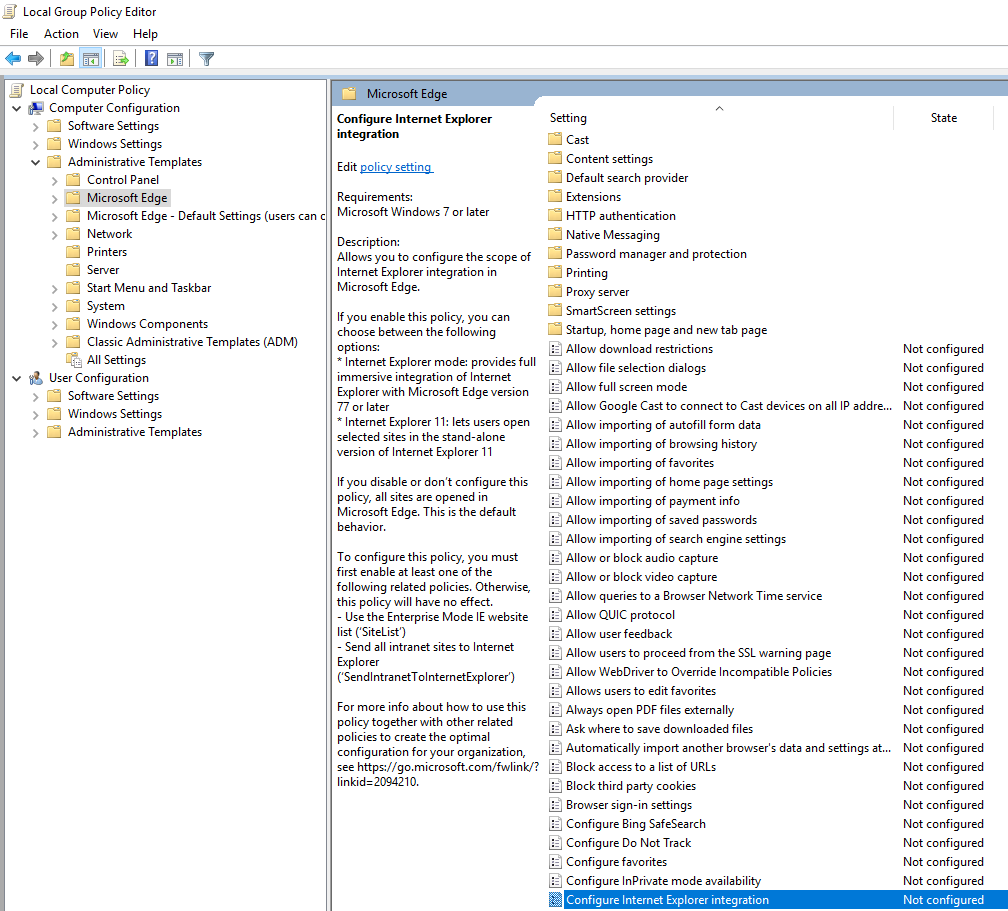 Local Group Policy Editor
File Action View Help
Local Computer Policy
Computer Configuration
Software Settings
Windows Settings
Administrative Templates
Control Panel
Microsoft Edge
Microsoft Edge - Default Settings (users can c
Network
Printers
Server
Start Menu and Taskbar
System
Windows Components
Classic Administrative Templates (ADM)
All Settings
User Configuration
Software Settings
Windows Settings
Administrative Templates
Microsoft Edge
Configure Internet Explorer
integration
Edit policy setting
Requirements:
Microsoft Windows 7 or later
Description:
Allows you to configure the scope of
Internet Explorer integration in
Microsoft Edge.
If you enable this policy, you can
choose between the following
options:
* Internet Explorer mode: provides full
immersive integration of Internet
Explorer with Microsoft Edge version
77 or later
* Internet Explorer 11: lets users open
selected sites in the stand-alone
version of Internet Explorer 11
If you disable or don't configure this
policy, all sites are opened in
Microsoft Edge. This is the default
behavior.
To configure this policy, you must
first enable at least one of the
following related policies. Otherwise,
this policy will have no effect.
- Use the Enterprise Mode IE website
list ('SiteList')
- Send all intranet sites to Internet
Explorer
('SendIntranetToInternetExplorer')
For more info about how to use this
policy together with other related
policies to create the optimal
configuration for your organization,
see https://go.microsoft.com/fwlink/?
linkid=2094210.
Setting State
Cast
Content settings
Default search provider
Extensions
HTTP authentication
Native Messaging
Password manager and protection
Printing
Proxy server
SmartScreen settings
Startup, home page and new tab page
Allow download restrictions Not configured
Allow file selection dialogs Not configured
Allow full screen mode Not configured
Allow Google Cast to connect to Cast devices on all IP addre... Not configured
Allow importing of autofill form data Not configured
Allow importing of browsing history Not configured
Allow importing of favorites Not configured
Allow importing of home page settings Not configured
Allow importing of payment info Not configured
Allow importing of saved passwords Not configured
Allow importing of search engine settings Not configured
Allow or block audio capture Not configured
Allow or block video capture Not configured
Allow queries to a Browser Network Time service Not configured
Allow QUIC protocol Not configured
Allow user feedback Not configured
Allow users to proceed from the SSL warning page Not configured
Allow WebDriver to Override Incompatible Policies Not configured
Allows users to edit favorites Not configured
Always open PDF files externally Not configured
Ask where to save downloaded files Not configured
Automatically import another browser's data and settings at... Not configured
Block access to a list of URLs Not configured
Block third party cookies Not configured
Browser sign-in settings Not configured
Configure Bing SafeSearch Not configured
Configure Do Not Track Not configured
Configure favorites Not configured
Configure InPrivate mode availability Not configured
Configure Internet Explorer integration Not configured